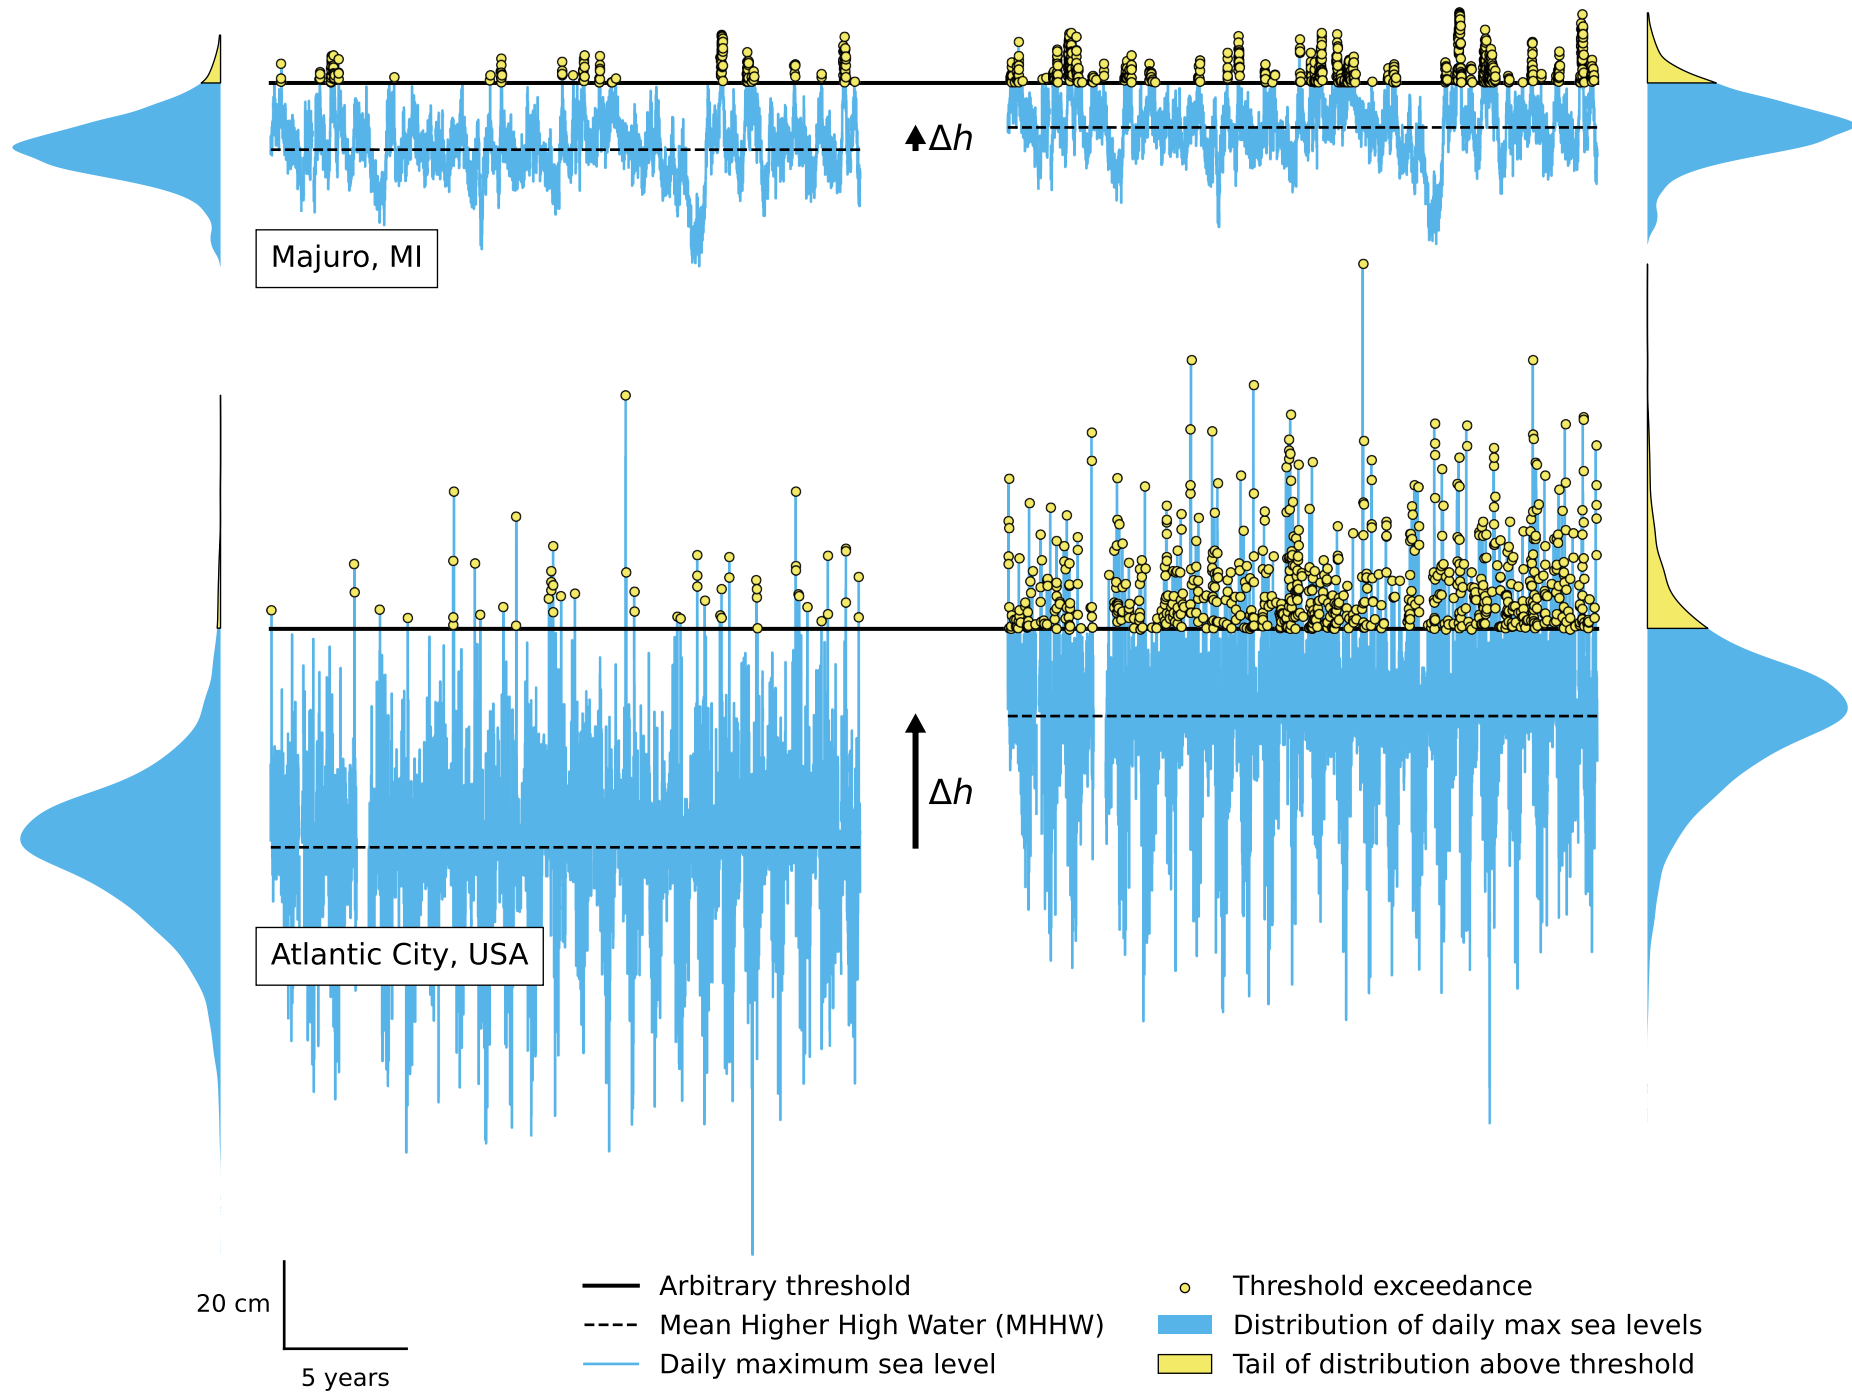 Δh
Majuro, MI
Δh
Atlantic City, USA
20 cm
5 years
Arbitrary threshold
Mean Higher High Water (MHHW)
Daily maximum sea level
Threshold exceedance
Distribution of daily max sea levels
Tail of distribution above threshold